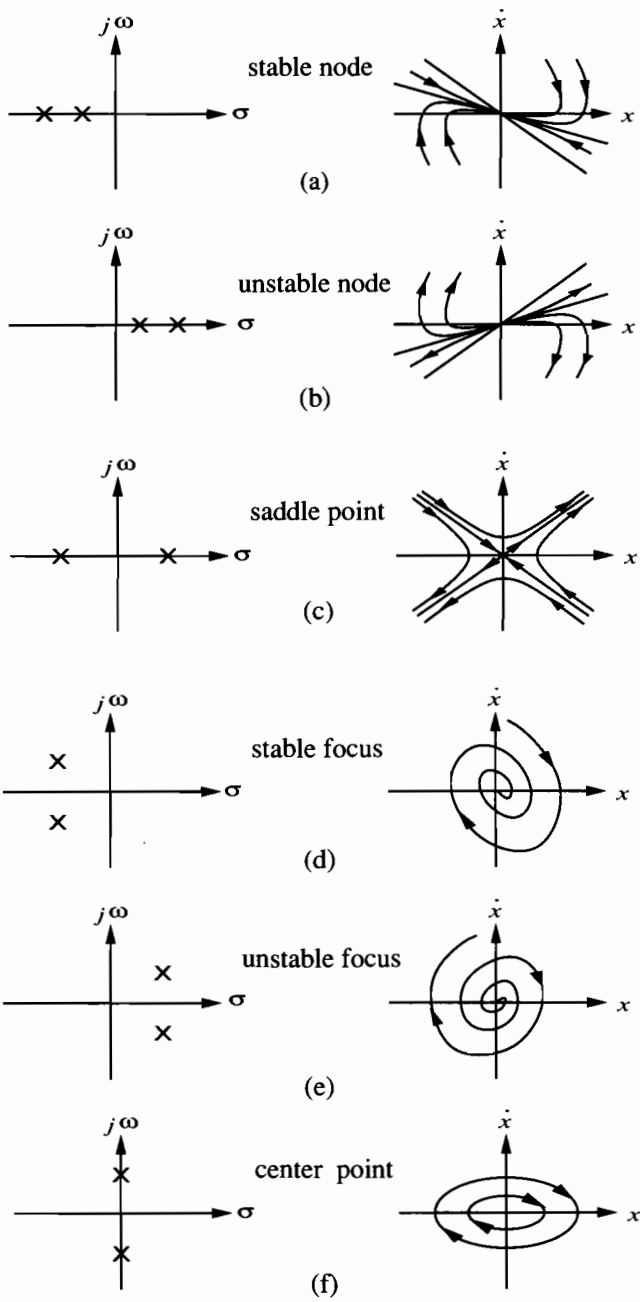 jω
ẋ
stable node
σ
x
(a)
jω
ẋ
unstable node
σ
x
(b)
jω
ẋ
saddle point
σ
x
(c)
jω
ẋ
stable focus
σ
x
(d)
jω
ẋ
unstable focus
σ
x
(e)
jω
ẋ
center point
σ
x
(f)